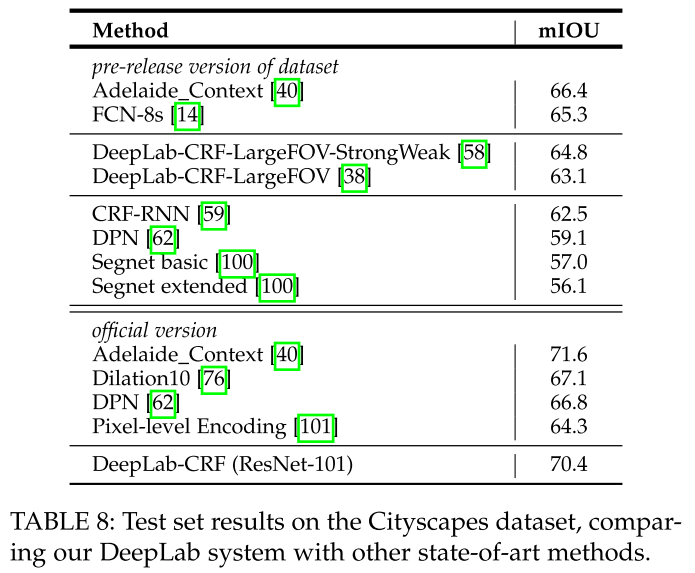 Method mIOU
pre-release version of dataset
Adelaide_Context [40] 66.4
FCN-8s [14] 65.3
DeepLab-CRF-LargeFOV-StrongWeak [58] 64.8
DeepLab-CRF-LargeFOV [38] 63.1
CRF-RNN [59] 62.5
DPN [62] 59.1
Segnet basic [100] 57.0
Segnet extended [100] 56.1
official version
Adelaide_Context [40] 71.6
Dilation10 [76] 67.1
DPN [62] 66.8
Pixel-level Encoding [101] 64.3
DeepLab-CRF (ResNet-101) 70.4
TABLE 8: Test set results on the Cityscapes dataset, compar-
ing our DeepLab system with other state-of-art methods.